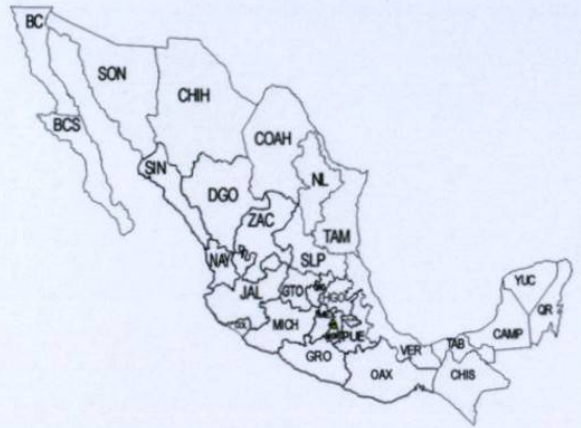 BC
SON
CHIH
BCS
COAH
SIN
NL
DGO
ZAC
TAM
NAY
SLP
YUC
JAL
GTO
HGO
QR
CAMP
MICH
PUE
VER
TAB
GRO
OAX
CHIS